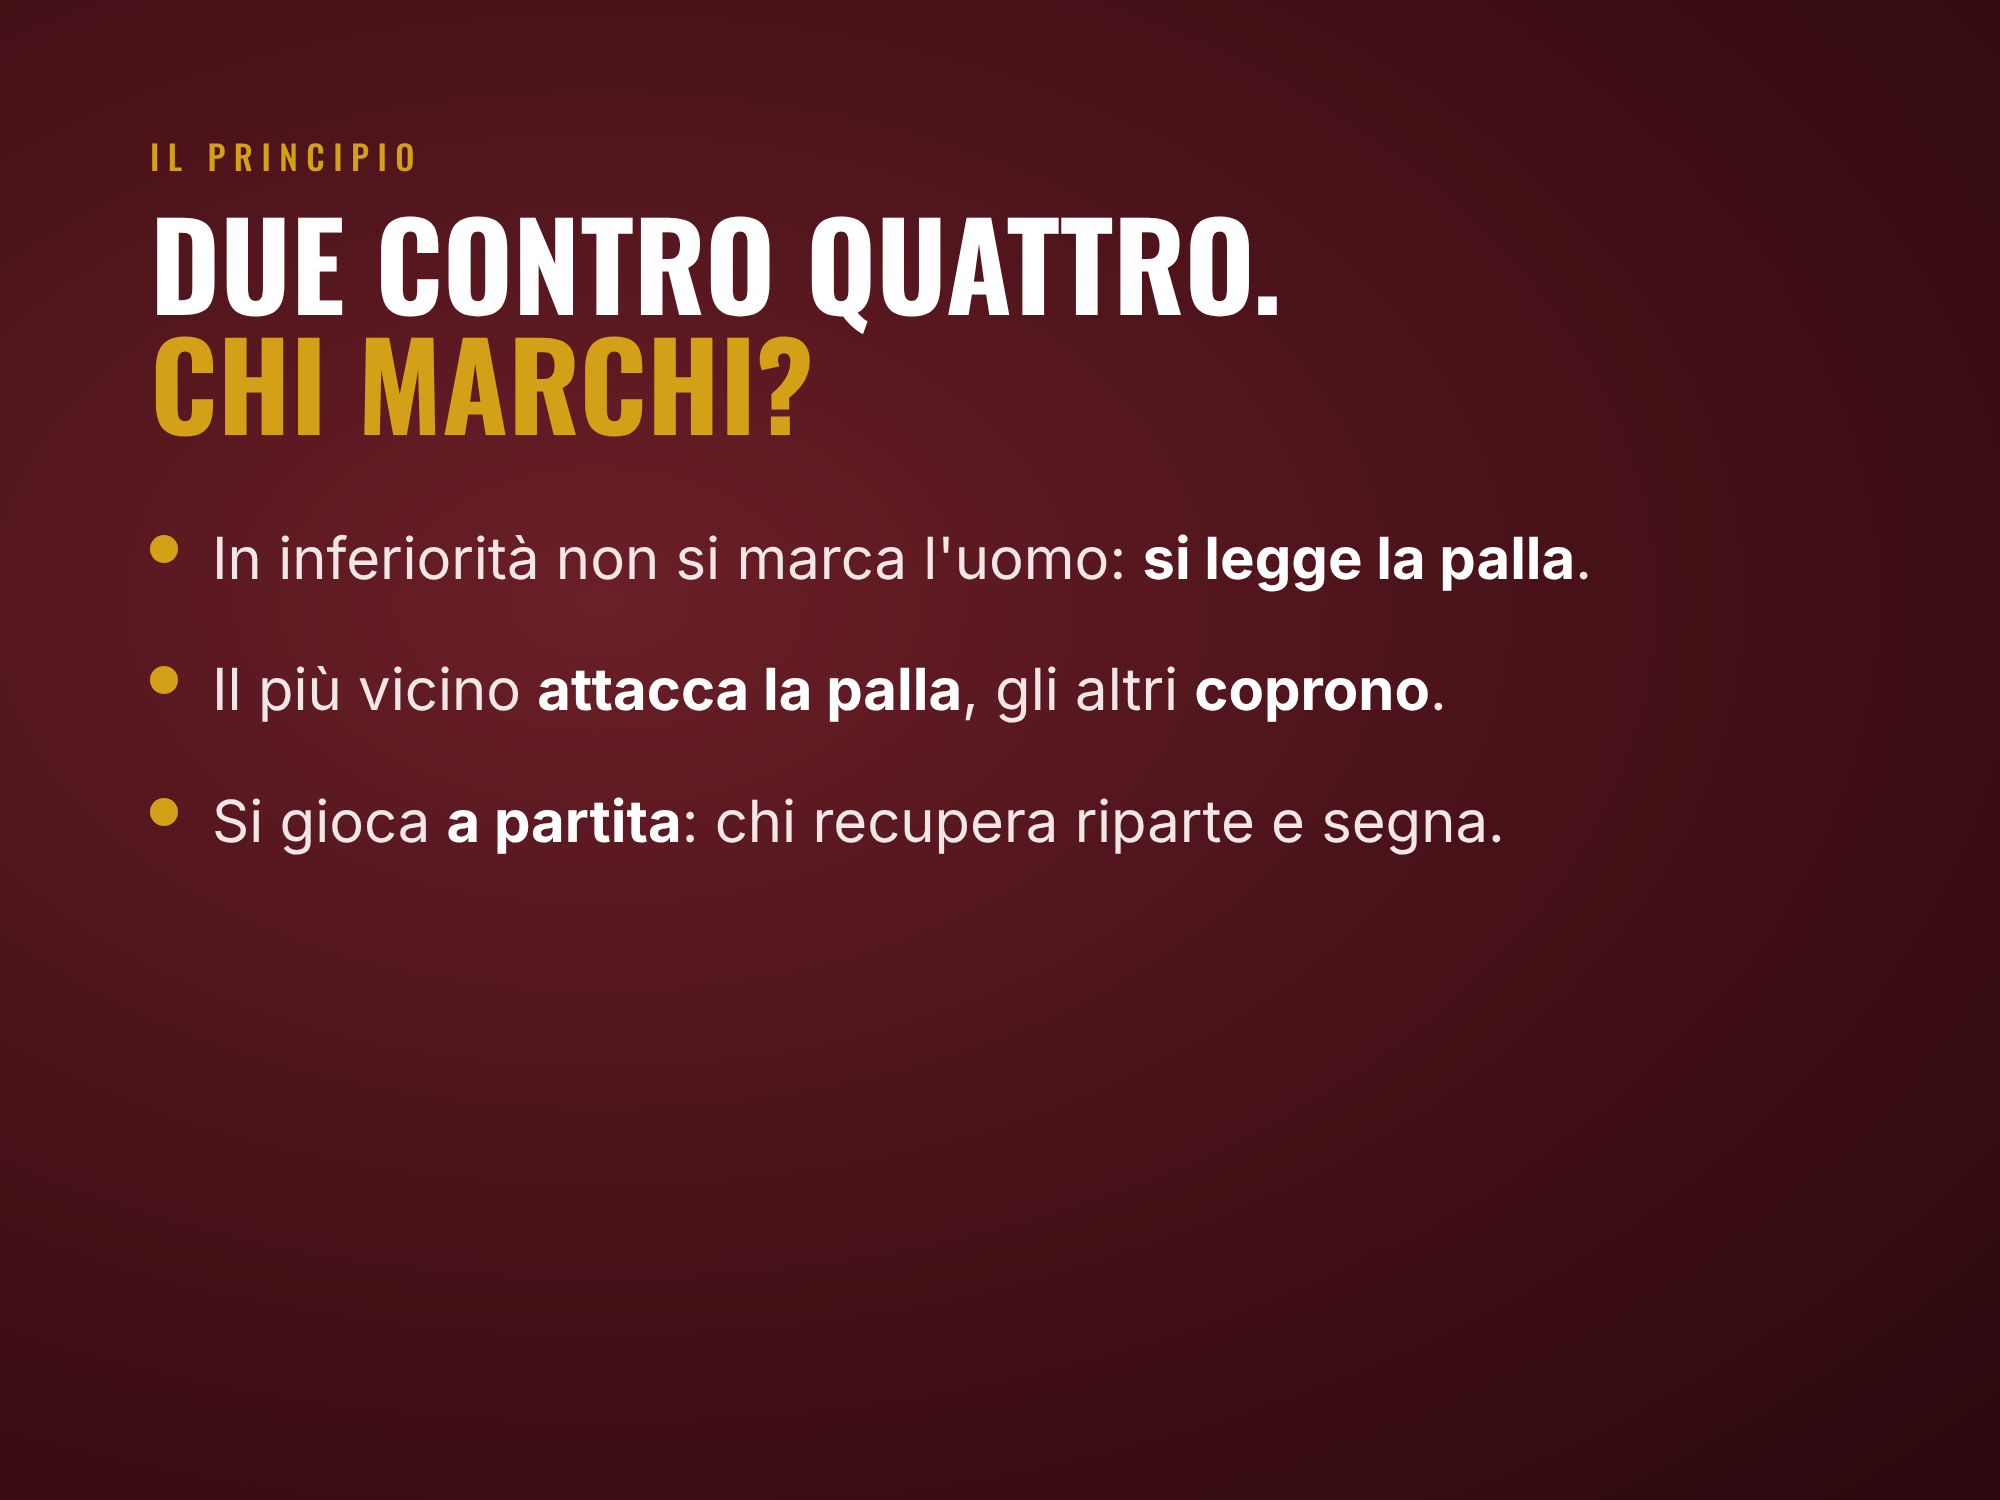 IL PRINCIPIO
DUE CONTRO QUATTRO.
CHI MARCHI?
In inferiorità non si marca l'uomo: si legge la palla.
Il più vicino attacca la palla, gli altri coprono.
Si gioca a partita: chi recupera riparte e segna.